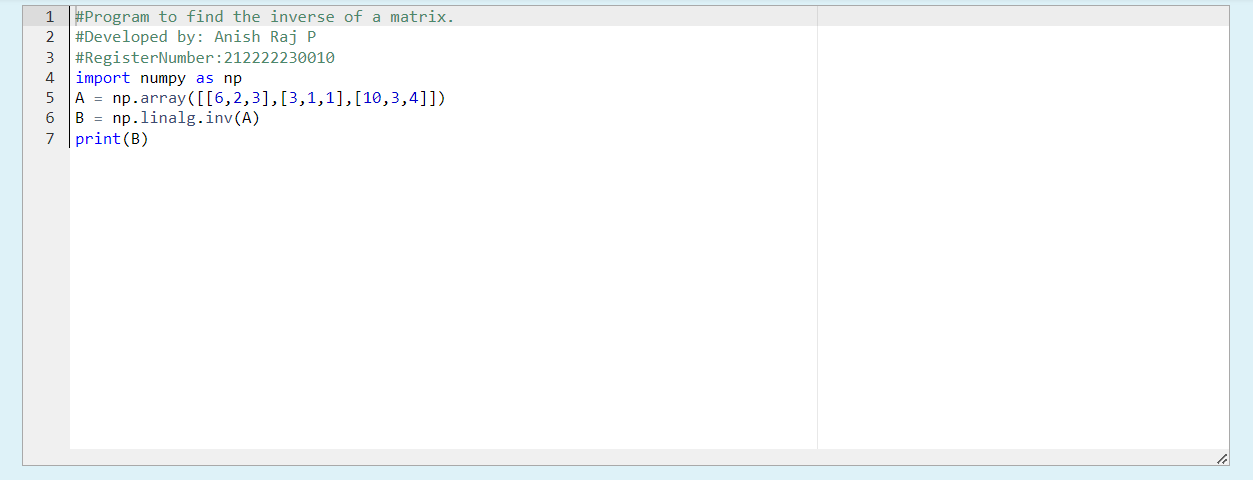 1 #Program to find the inverse of a matrix.
2 #Developed by: Anish Raj P
3 #RegisterNumber:212222230010
4 import numpy as np
5 A = np.array([[6,2,3],[3,1,1],[10,3,4]])
6 B = np.linalg.inv(A)
7 print(B)